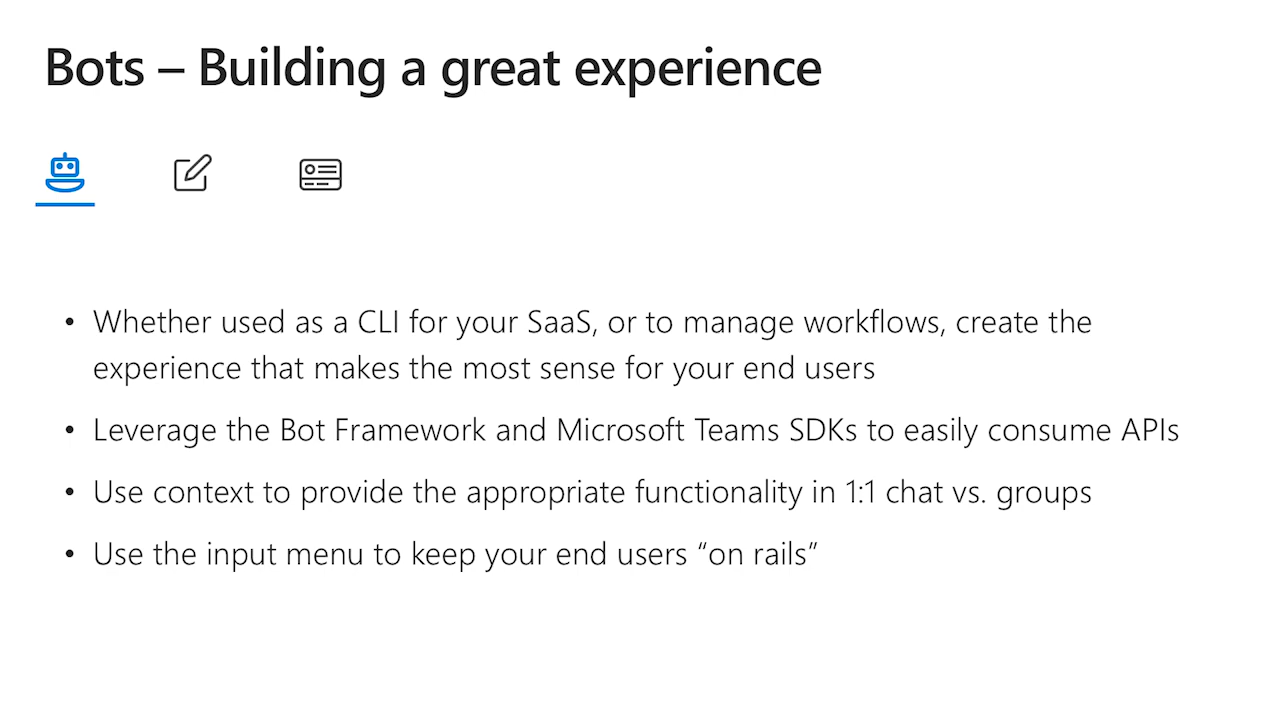 Bots – Building a great experience
• Whether used as a CLI for your SaaS, or to manage workflows, create the
experience that makes the most sense for your end users
• Leverage the Bot Framework and Microsoft Teams SDKs to easily consume APIs
• Use context to provide the appropriate functionality in 1:1 chat vs. groups
• Use the input menu to keep your end users “on rails”